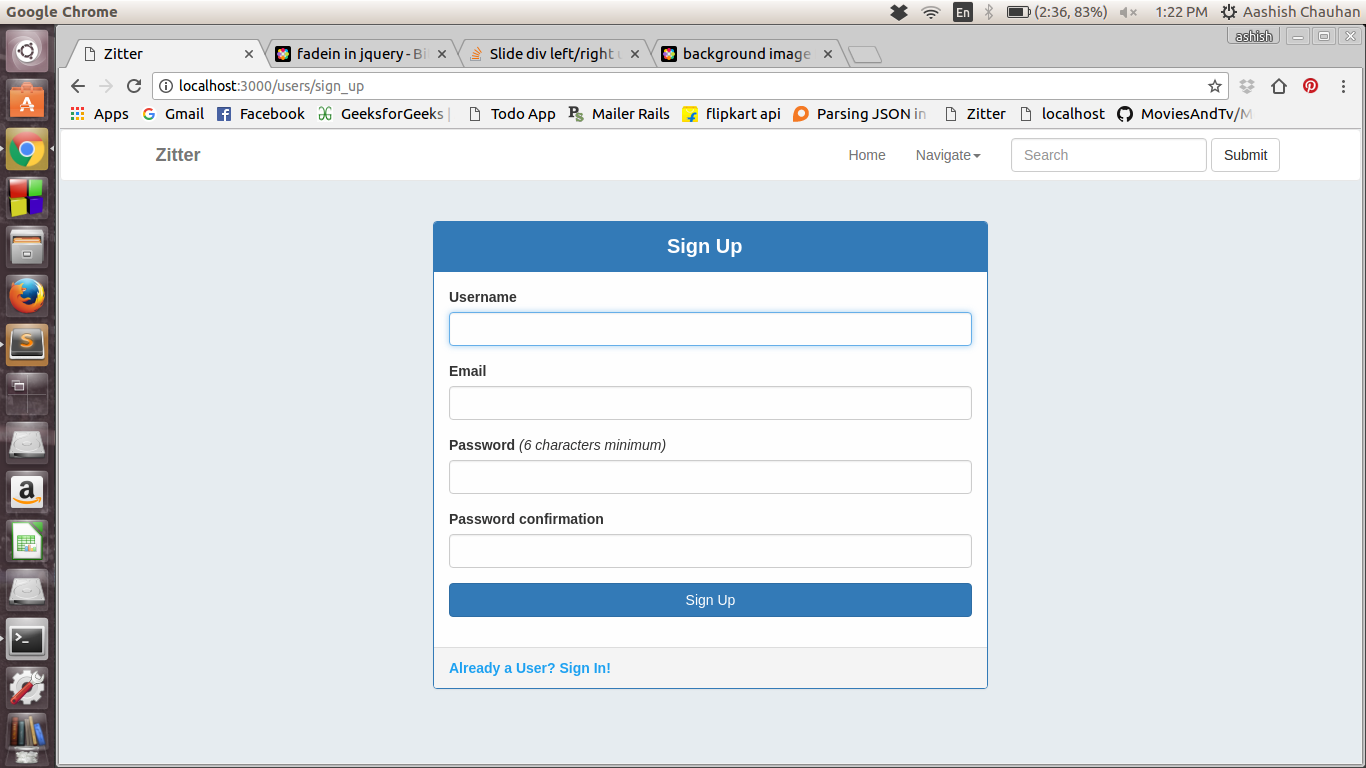 Google Chrome En (2:36, 83%) 1:22 PM Aashish Chauhan
ashish
Zitter fadein in jquery - Bi Slide div left/right background image
localhost:3000/users/sign_up
Apps Gmail Facebook GeeksforGeeks | Todo App Mailer Rails flipkart api Parsing JSON in Zitter localhost MoviesAndTv/M
Zitter Home Navigate Search Submit
Sign Up
Username
Email
Password (6 characters minimum)
Password confirmation
Sign Up
Already a User? Sign In!